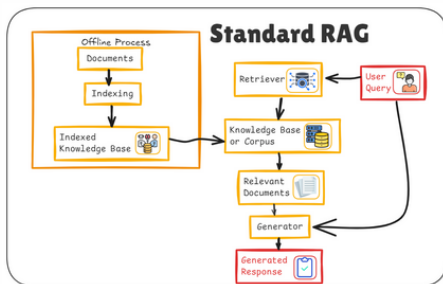 Standard RAG
Offline Process
Documents
Indexing
Indexed
Knowledge Base
Retriever
User
Query
Knowledge Base
or Corpus
Relevant
Documents
Generator
Generated
Response